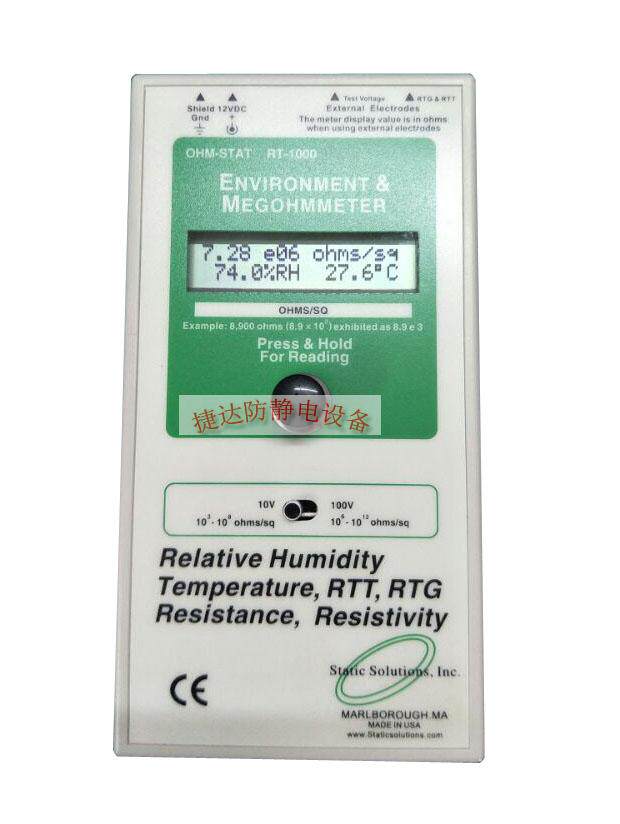 Shield 12VDC
Gnd +
Test Voltage RTG & RTT
External Electrodes
The meter display value is in ohms
when using external electrodes
OHM-STAT RT-1000
ENVIRONMENT &
MEGOHMMETER
7.28 e06 ohms/sq
74.0%RH 27.6°C
OHMS/SQ
Example: 8,900 ohms (8.9 × 10³) exhibited as 8.9 e 3
Press & Hold
For Reading
捷达防静电设备
10V 100V
10³- 10⁸ ohms/sq 10⁶- 10¹² ohms/sq
Relative Humidity
Temperature, RTT, RTG
Resistance, Resistivity
Static Solutions, Inc.
CE
MARLBOROUGH.MA
MADE IN USA
www.Staticsolutions.com